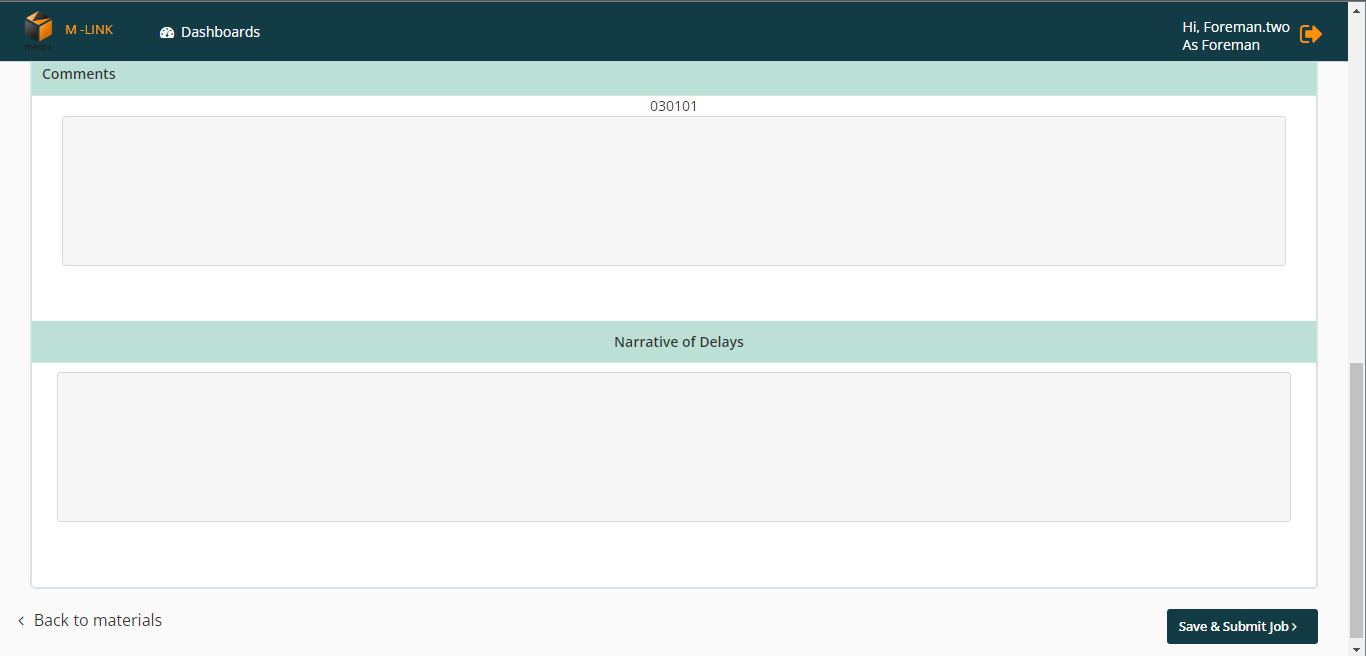 M -LINK
Dashboards
Hi, Foreman.two
As Foreman
Comments
030101
Narrative of Delays
‹ Back to materials
Save & Submit Job ›